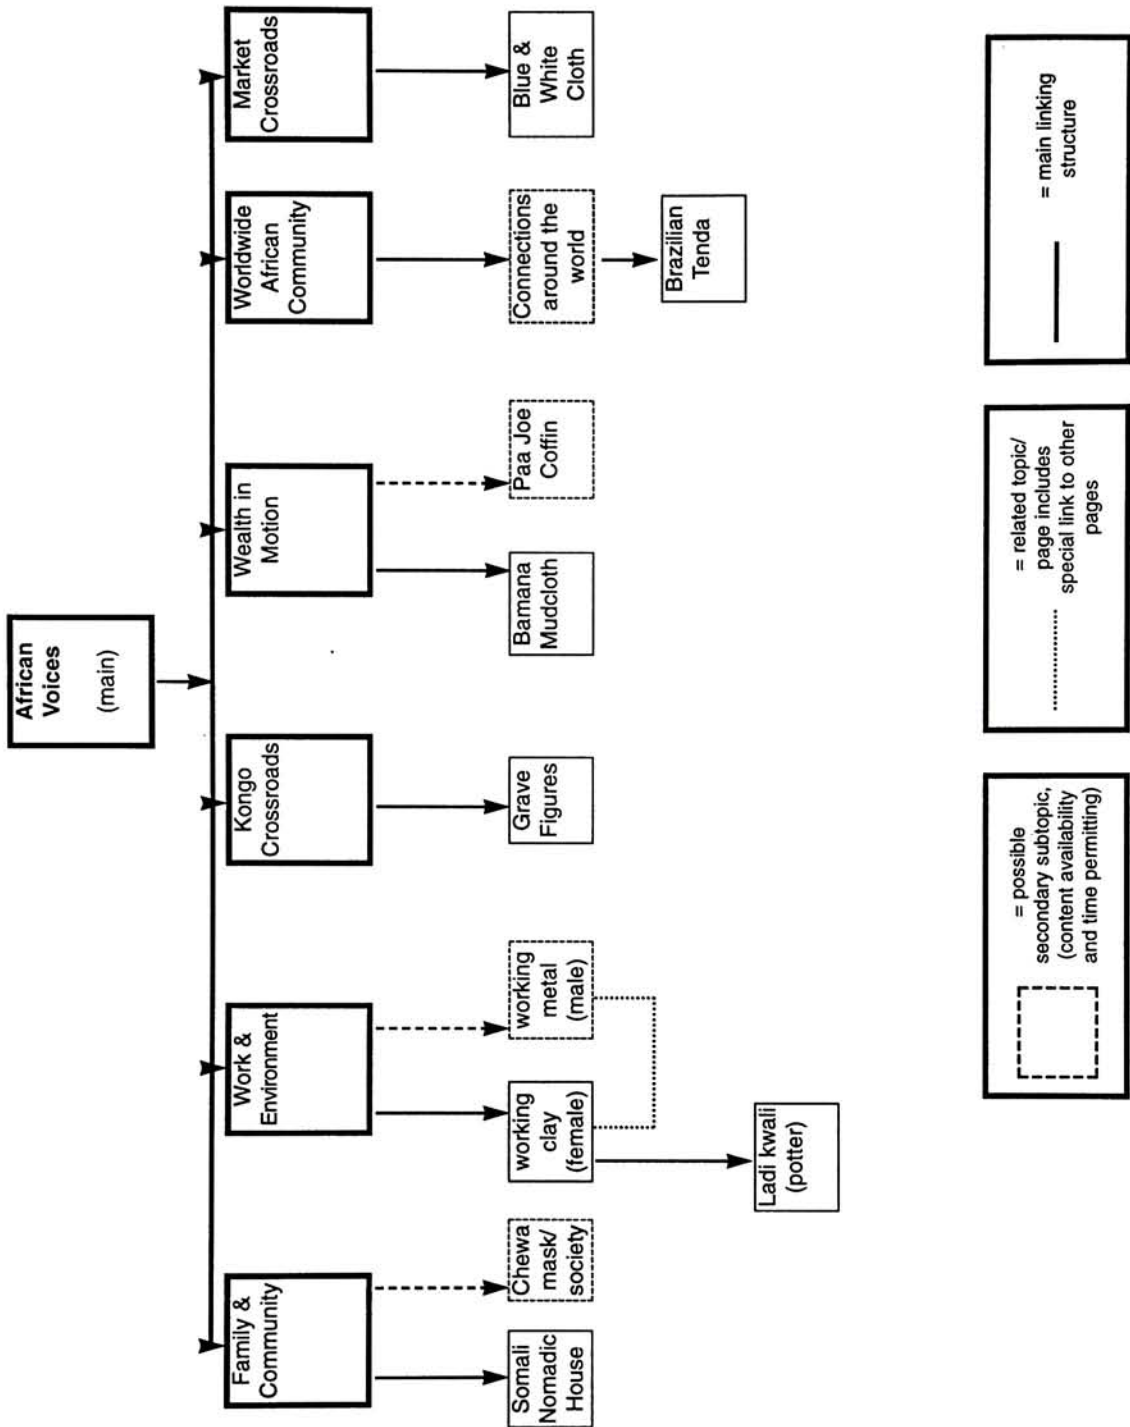 African
Voices
(main)
Family &
Community
Work &
Environment
Kongo
Crossroads
Wealth in
Motion
Worldwide
African
Community
Market
Crossroads
Somali
Nomadic
House
Chewa
mask/
society
working
clay
(female)
working
metal
(male)
Grave
Figures
Bamana
Mudcloth
Paa Joe
Coffin
Connections
around the
world
Blue &
White
Cloth
Ladi kwali
(potter)
Brazilian
Tenda
= possible
secondary subtopic,
(content availability
and time permitting)
= related topic/
page includes
special link to other
pages
= main linking
structure